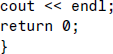 cout << endl;
return 0;
}